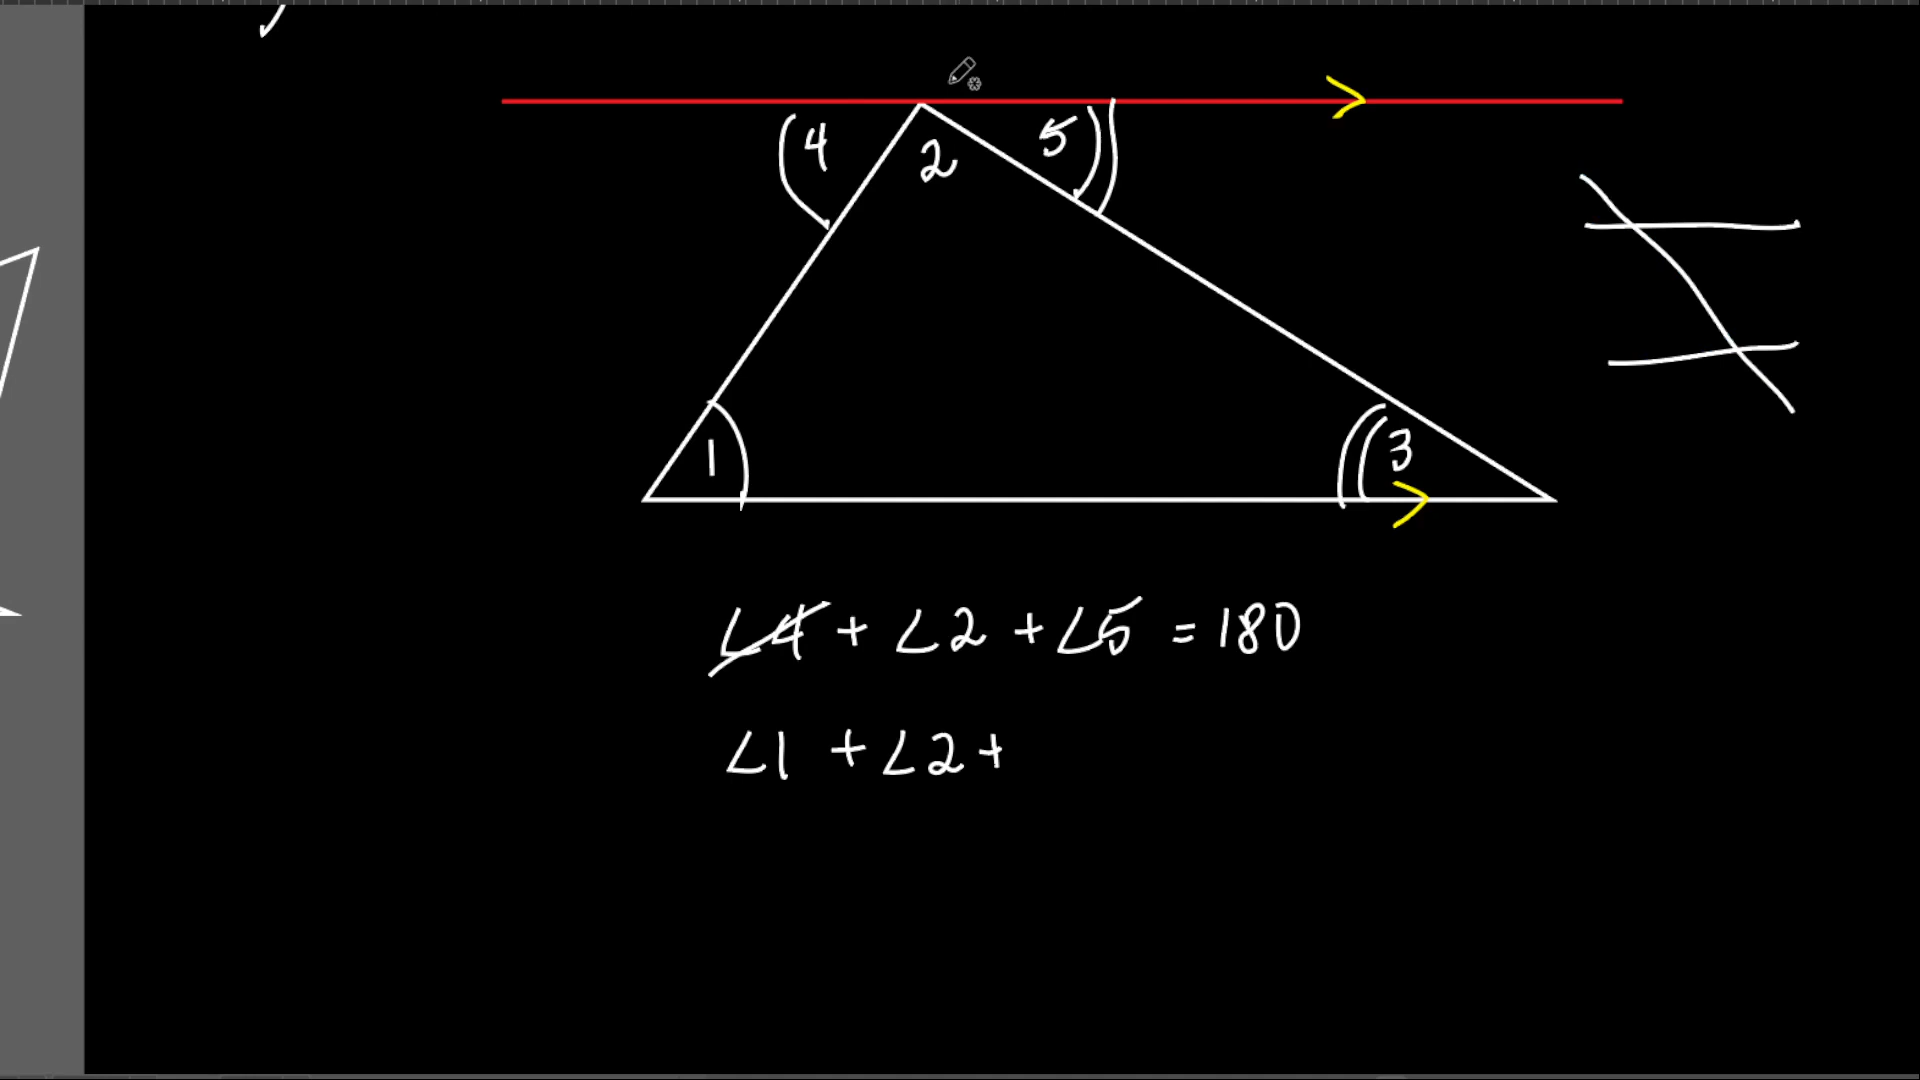 4 2 5
1 3
∠4 + ∠2 + ∠5 = 180
∠1 + ∠2 +